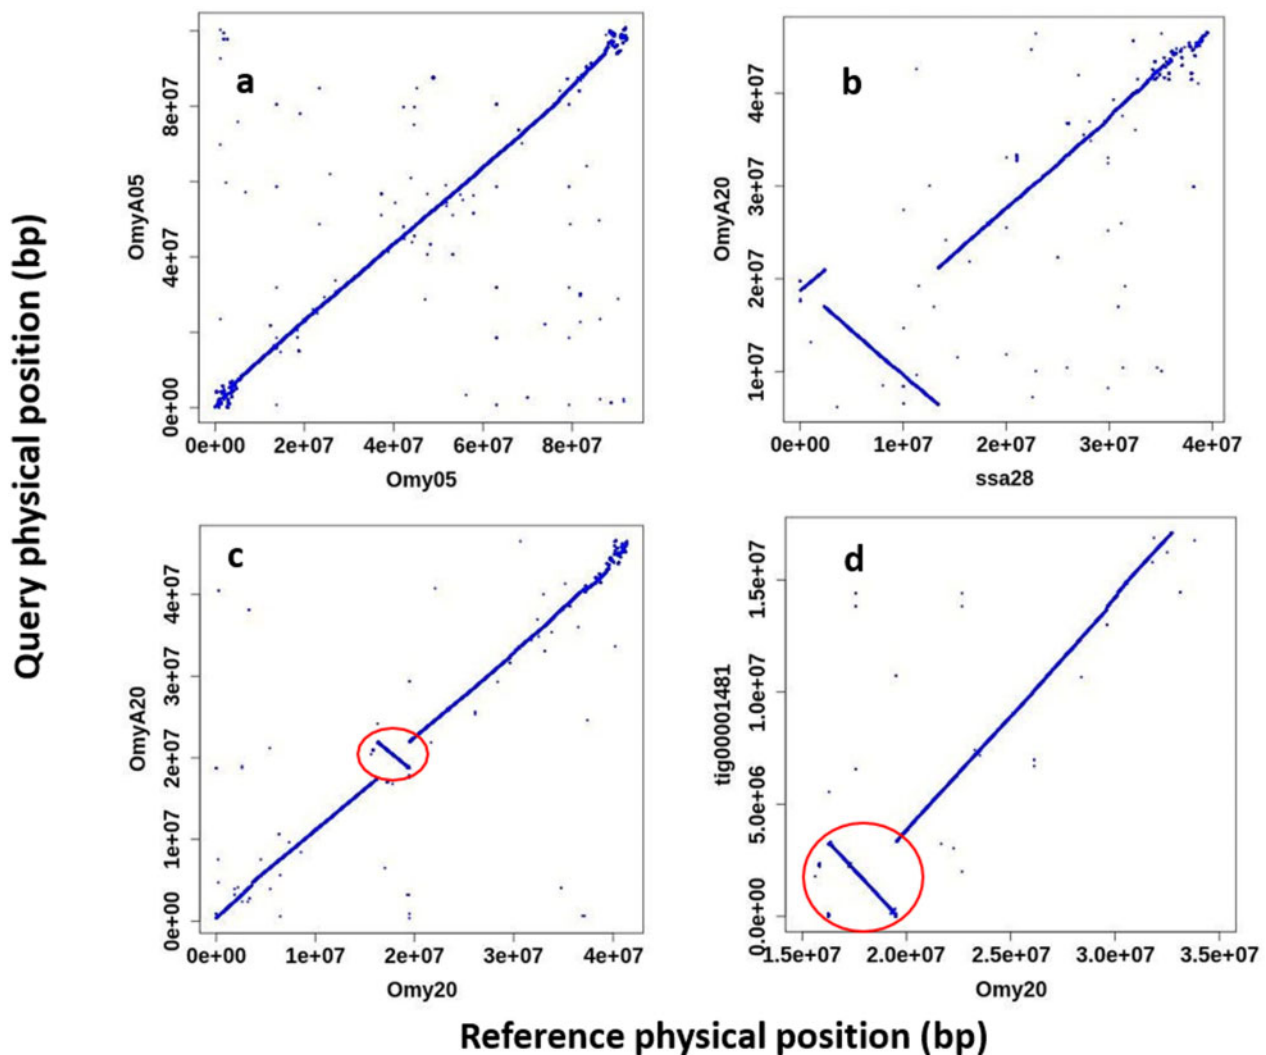 Query physical position (bp)
a
OmyA05
0e+00
4e+07
8e+07
0e+00 2e+07 4e+07 6e+07 8e+07
Omy05
b
OmyA20
1e+07
2e+07
3e+07
4e+07
0e+00 1e+07 2e+07 3e+07 4e+07
ssa28
c
OmyA20
0e+00
1e+07
2e+07
3e+07
4e+07
0e+00 1e+07 2e+07 3e+07 4e+07
Omy20
d
tig00001481
0.0e+00
5.0e+06
1.0e+07
1.5e+07
1.5e+07 2.0e+07 2.5e+07 3.0e+07 3.5e+07
Omy20
Reference physical position (bp)